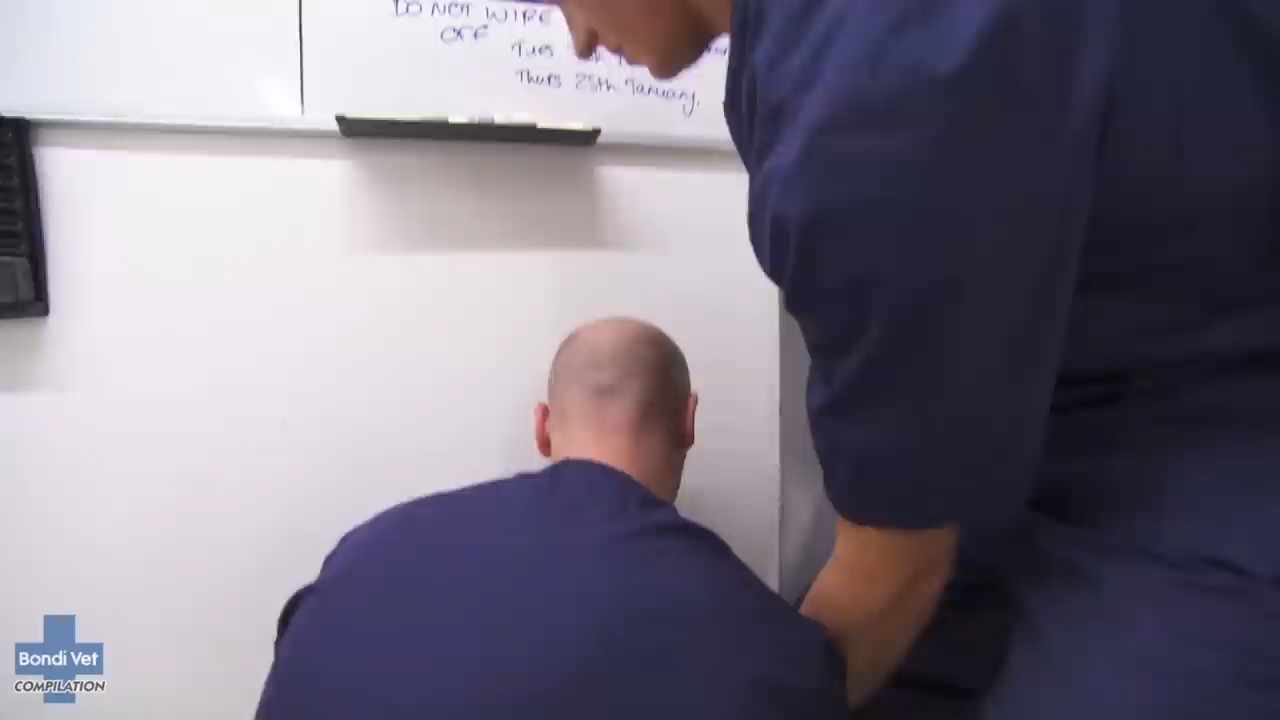 DO NOT WIPE
OFF
Tues
Thurs 25th January.
Bondi Vet
COMPILATION